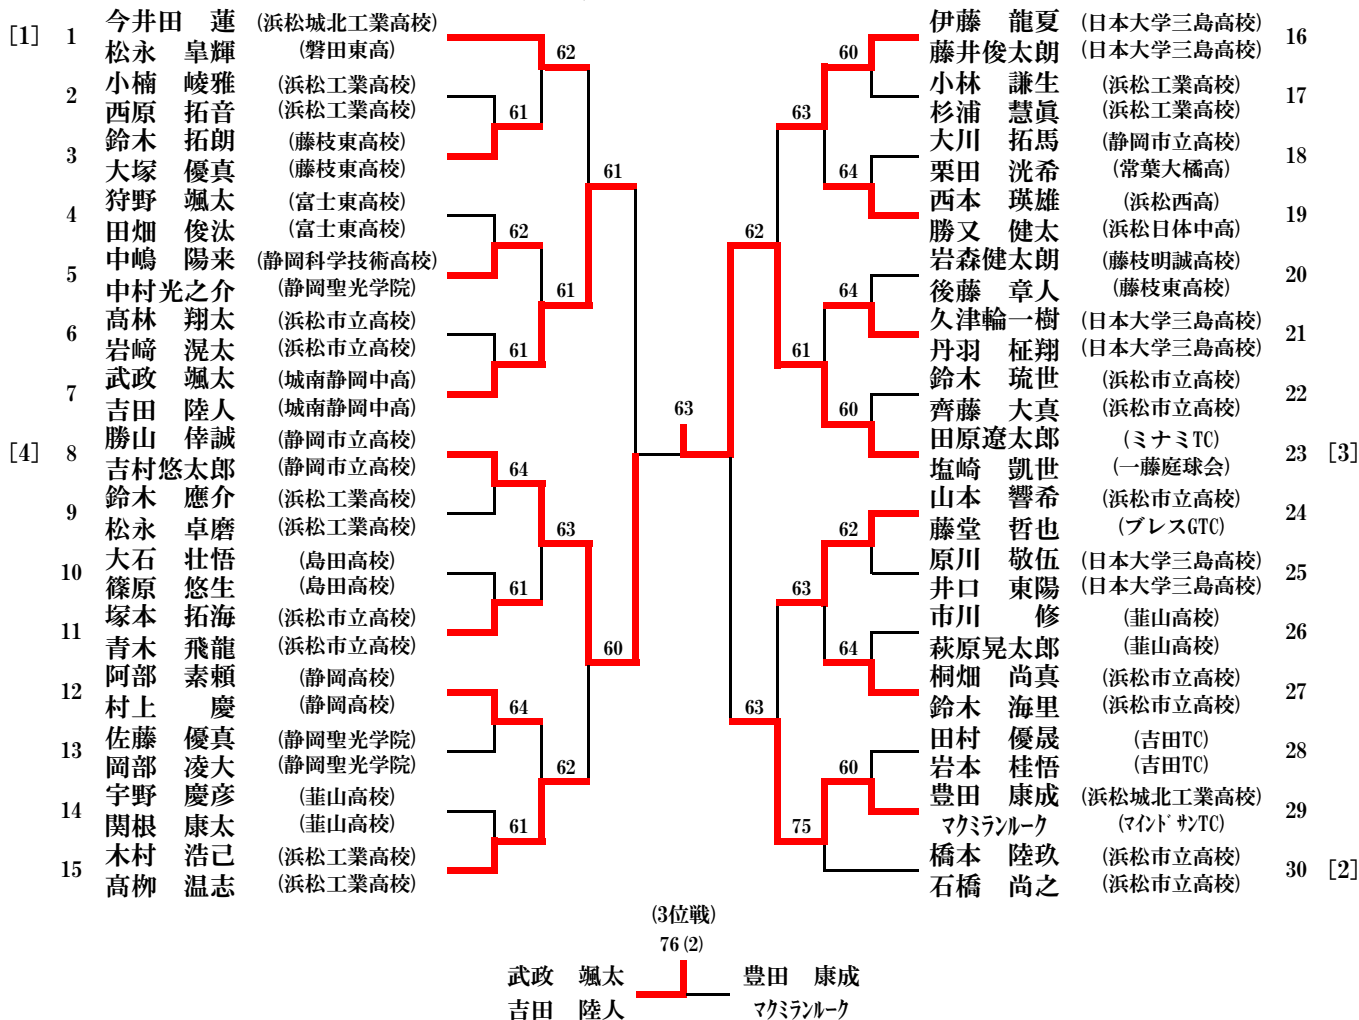 [1] 1 今井田 蓮 (浜松城北工業高校)
松永 皐輝 (磐田東高)
2 小楠 崚雅 (浜松工業高校)
西原 拓音 (浜松工業高校)
3 鈴木 拓朗 (藤枝東高校)
大塚 優真 (藤枝東高校)
4 狩野 颯太 (富士東高校)
田畑 俊汰 (富士東高校)
5 中嶋 陽来 (静岡科学技術高校)
中村光之介 (静岡聖光学院)
6 髙林 翔太 (浜松市立高校)
岩﨑 滉太 (浜松市立高校)
7 武政 颯太 (城南静岡中高)
吉田 陸人 (城南静岡中高)
[4] 8 勝山 倖誠 (静岡市立高校)
吉村悠太郎 (静岡市立高校)
9 鈴木 應介 (浜松工業高校)
松永 卓磨 (浜松工業高校)
10 大石 壮悟 (島田高校)
篠原 悠生 (島田高校)
11 塚本 拓海 (浜松市立高校)
青木 飛龍 (浜松市立高校)
12 阿部 素頼 (静岡高校)
村上 慶 (静岡高校)
13 佐藤 優真 (静岡聖光学院)
岡部 凌大 (静岡聖光学院)
14 宇野 慶彦 (韮山高校)
関根 康太 (韮山高校)
15 木村 浩己 (浜松工業高校)
髙栁 温志 (浜松工業高校)
62
61
61
62
61
61
64
63
61
60
64
62
61
63
60
63
64
62
64
61
60
62
63
64
63
60
75
伊藤 龍夏 (日本大学三島高校) 16
藤井俊太朗 (日本大学三島高校)
小林 謙生 (浜松工業高校) 17
杉浦 慧眞 (浜松工業高校)
大川 拓馬 (静岡市立高校) 18
栗田 洸希 (常葉大橘高)
西本 瑛雄 (浜松西高) 19
勝又 健太 (浜松日体中高)
岩森健太朗 (藤枝明誠高校) 20
後藤 章人 (藤枝東高校)
久津輪一樹 (日本大学三島高校) 21
丹羽 柾翔 (日本大学三島高校)
鈴木 琉世 (浜松市立高校) 22
齊藤 大真 (浜松市立高校)
田原遼太郎 (ミナミTC) 23 [3]
塩崎 凱世 (一藤庭球会)
山本 響希 (浜松市立高校) 24
藤堂 哲也 (ブレスGTC)
原川 敬伍 (日本大学三島高校) 25
井口 東陽 (日本大学三島高校)
市川 修 (韮山高校) 26
萩原晃太郎 (韮山高校)
桐畑 尚真 (浜松市立高校) 27
鈴木 海里 (浜松市立高校)
田村 優晟 (吉田TC) 28
岩本 桂悟 (吉田TC)
豊田 康成 (浜松城北工業高校) 29
マクミランルーク (マインドサンTC)
橋本 陸玖 (浜松市立高校) 30 [2]
石橋 尚之 (浜松市立高校)
(3位戦)
76 (2)
武政 颯太 豊田 康成
吉田 陸人 マクミランルーク